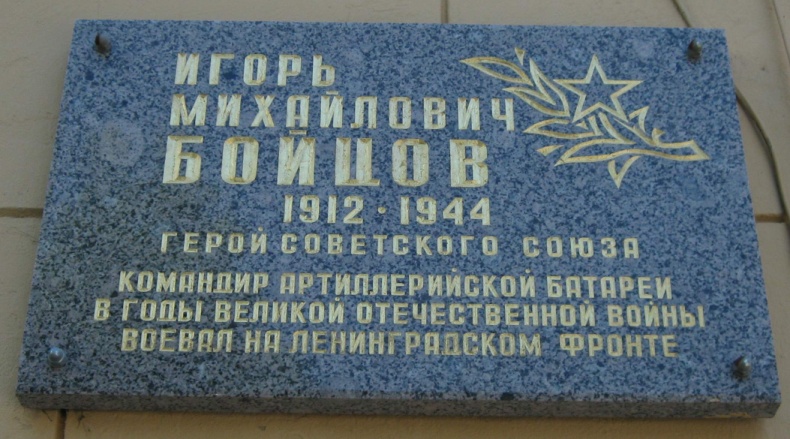 ИГОРЬ
МИХАЙЛОВИЧ
БОЙЦОВ
1912 · 1944
ГЕРОЙ СОВЕТСКОГО СОЮЗА
КОМАНДИР АРТИЛЛЕРИЙСКОЙ БАТАРЕИ
В ГОДЫ ВЕЛИКОЙ ОТЕЧЕСТВЕННОЙ ВОЙНЫ
ВОЕВАЛ НА ЛЕНИНГРАДСКОМ ФРОНТЕ